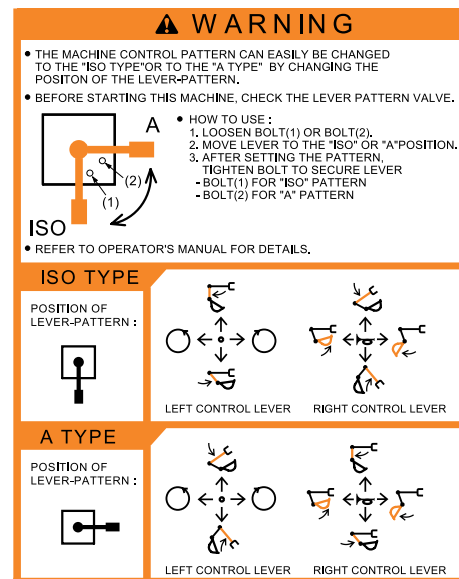 WARNING
• THE MACHINE CONTROL PATTERN CAN EASILY BE CHANGED
TO THE "ISO TYPE"OR TO THE "A TYPE" BY CHANGING THE
POSITON OF THE LEVER-PATTERN.
• BEFORE STARTING THIS MACHINE, CHECK THE LEVER PATTERN VALVE.
A
(2)
(1)
ISO
• HOW TO USE :
1. LOOSEN BOLT(1) OR BOLT(2).
2. MOVE LEVER TO THE "ISO" OR "A"POSITION.
3. AFTER SETTING THE PATTERN,
TIGHTEN BOLT TO SECURE LEVER
- BOLT(1) FOR "ISO" PATTERN
- BOLT(2) FOR "A" PATTERN
• REFER TO OPERATOR'S MANUAL FOR DETAILS.
ISO TYPE
POSITION OF
LEVER-PATTERN :
LEFT CONTROL LEVER
RIGHT CONTROL LEVER
A TYPE
POSITION OF
LEVER-PATTERN :
LEFT CONTROL LEVER
RIGHT CONTROL LEVER